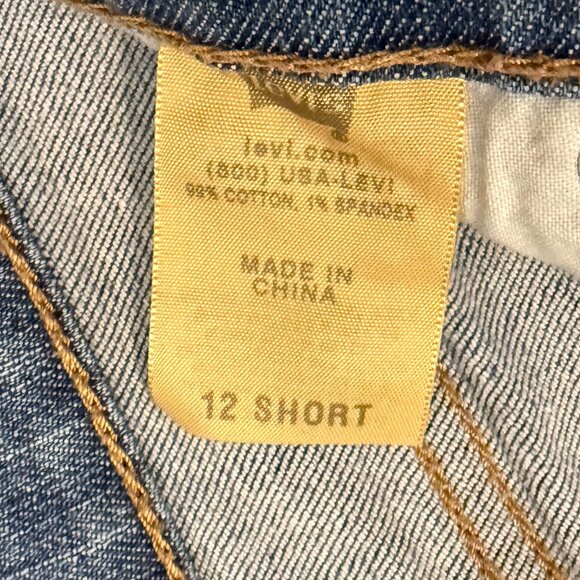 levi.com
(800) USA-LEVI
99% COTTON, 1% SPANDEX
MADE IN
CHINA
12 SHORT